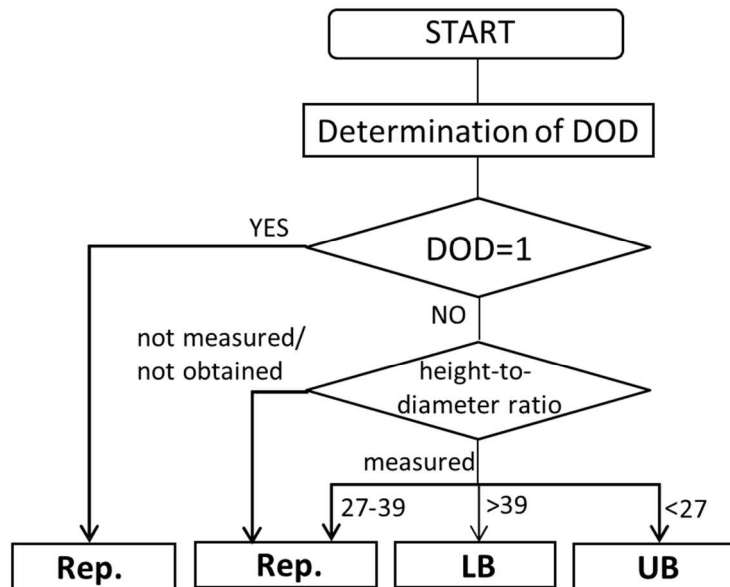 START
Determination of DOD
YES
DOD=1
NO
not measured/
not obtained
height-to-
diameter ratio
measured
27-39
>39
<27
Rep.
Rep.
LB
UB